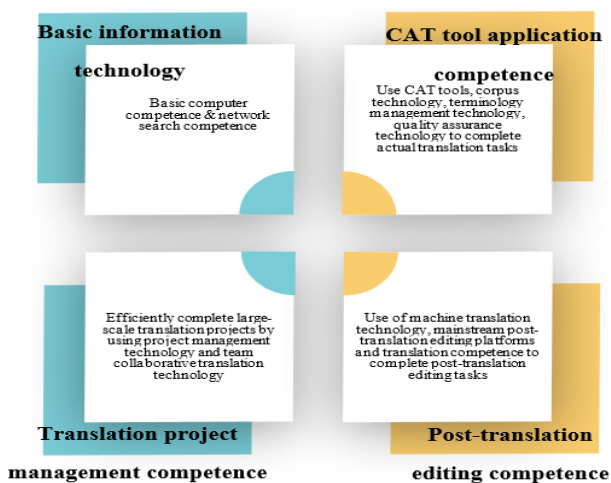 Basic information
technology
Basic computer
competence & network
search competence
CAT tool application
competence
Use CAT tools, corpus
technology, terminology
management technology,
quality assurance
technology to complete
actual translation tasks
Efficiently complete large-
scale translation projects by
using project management
technology and team
collaborative translation
technology
Translation project
management competence
Use of machine translation
technology, mainstream post-
translation editing platforms
and translation competence to
complete post-translation
editing tasks
Post-translation
editing competence